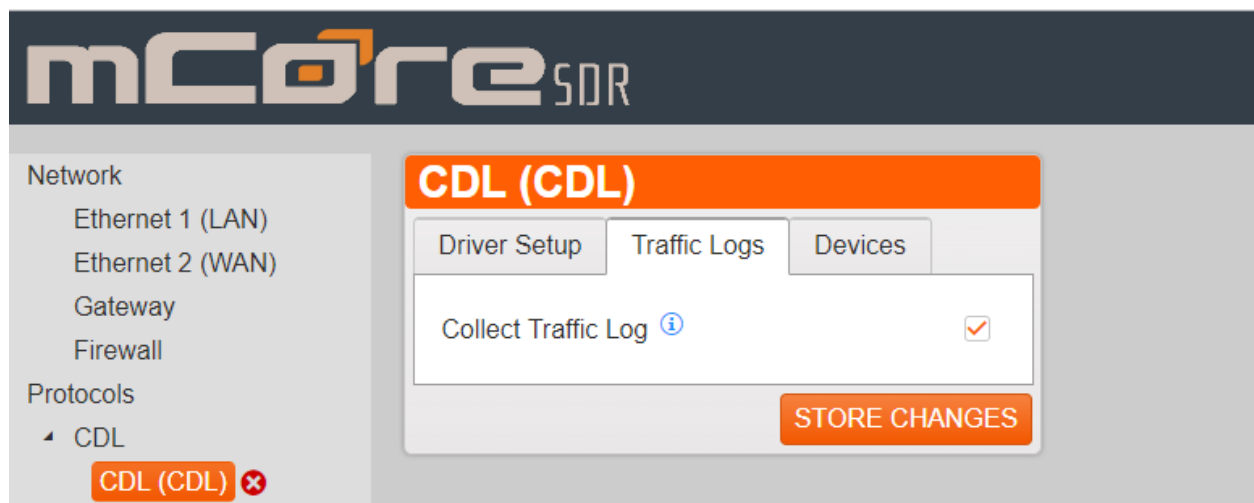 mCore SDR
Network
Ethernet 1 (LAN)
Ethernet 2 (WAN)
Gateway
Firewall
Protocols
CDL
CDL (CDL)
CDL (CDL)
Driver Setup
Traffic Logs
Devices
Collect Traffic Log
STORE CHANGES